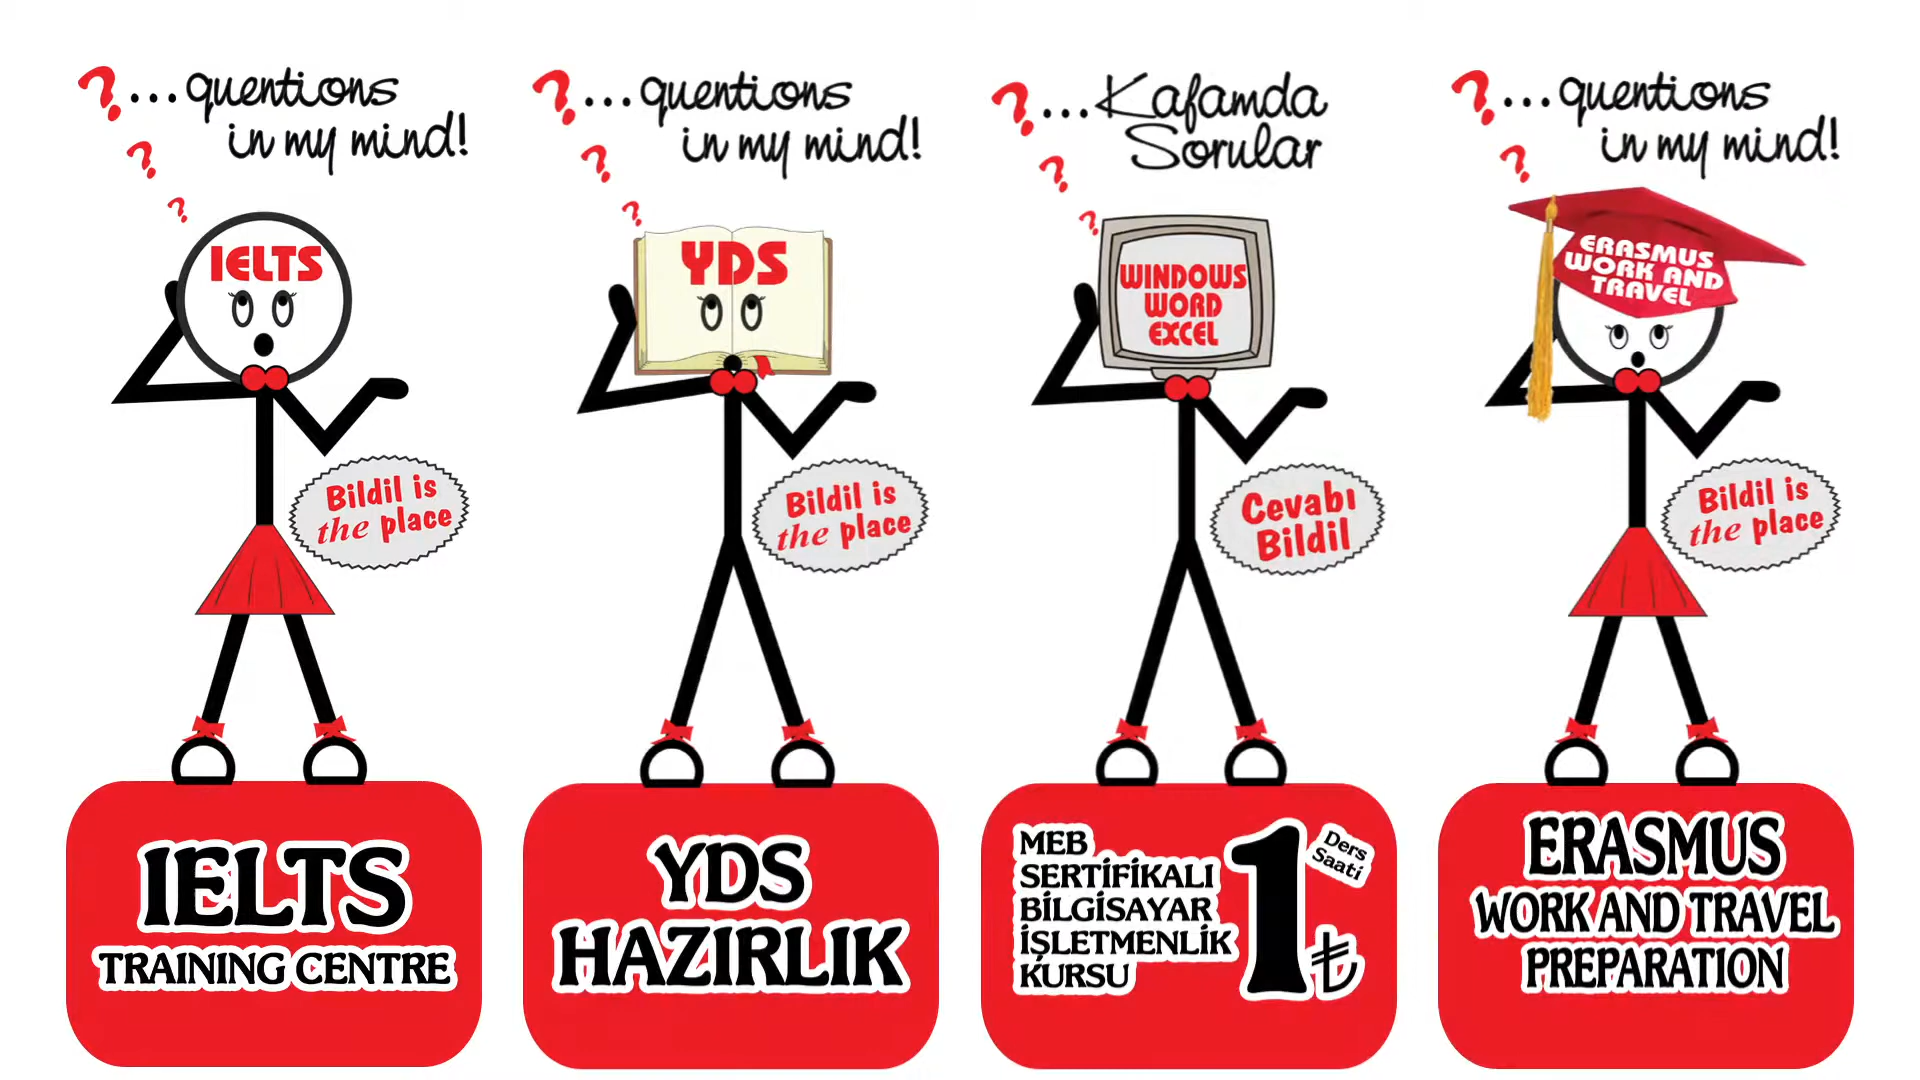 ?...quentions
in my mind!
?
?
IELTS
Bildil is
the place
IELTS
TRAINING CENTRE
?...quentions
in my mind!
?
?
YDS
Bildil is
the place
YDS
HAZIRLIK
?...Kafamda
Sorular
?
?
WINDOWS
WORD
EXCEL
Cevabı
Bildil
MEB
SERTİFİKALI
BİLGİSAYAR
İŞLETMENLİK
KURSU
1 ₺
Ders
Saati
?...quentions
in my mind!
?
ERASMUS
WORK AND
TRAVEL
Bildil is
the place
ERASMUS
WORK AND TRAVEL
PREPARATION